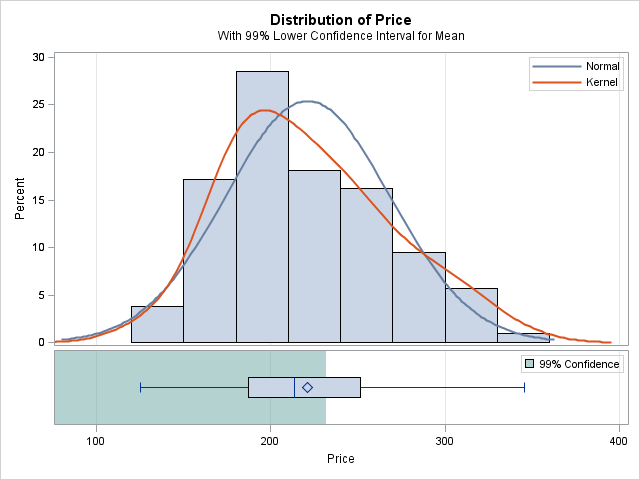 Distribution of Price
With 99% Lower Confidence Interval for Mean
Normal
Kernel
30
25
20
15
10
5
0
Percent
99% Confidence
100
200
300
400
Price